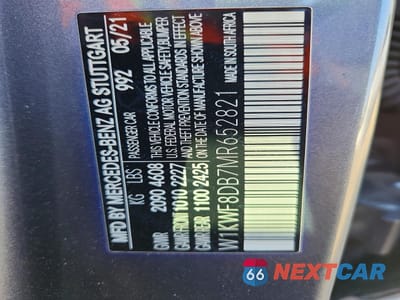 MFD BY MERCEDES-BENZ AG STUTTGART
PASSENGER CAR 992 05/21
KG LBS
GVWR 2090 4608
GAWR FRONT 1010 2227
GAWR REAR 1100 2425
THIS VEHICLE CONFORMS TO ALL APPLICABLE
U.S. FEDERAL MOTOR VEHICLE SAFETY, BUMPER
AND THEFT PREVENTION STANDARDS IN EFFECT
ON THE DATE OF MANUFACTURE SHOWN ABOVE.
W1KWF8DB7MR652821
MADE IN SOUTH AFRICA
66
NEXTCAR